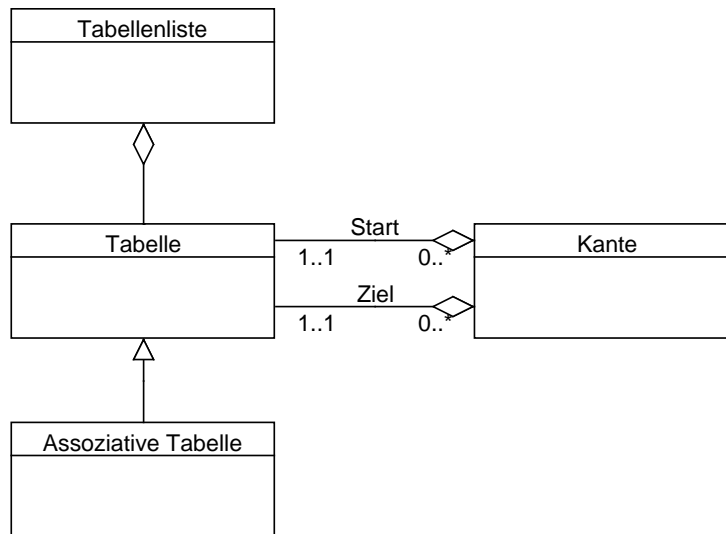 Tabellenliste
Tabelle
Start
1..1
0..*
Ziel
1..1
0..*
Kante
Assoziative Tabelle